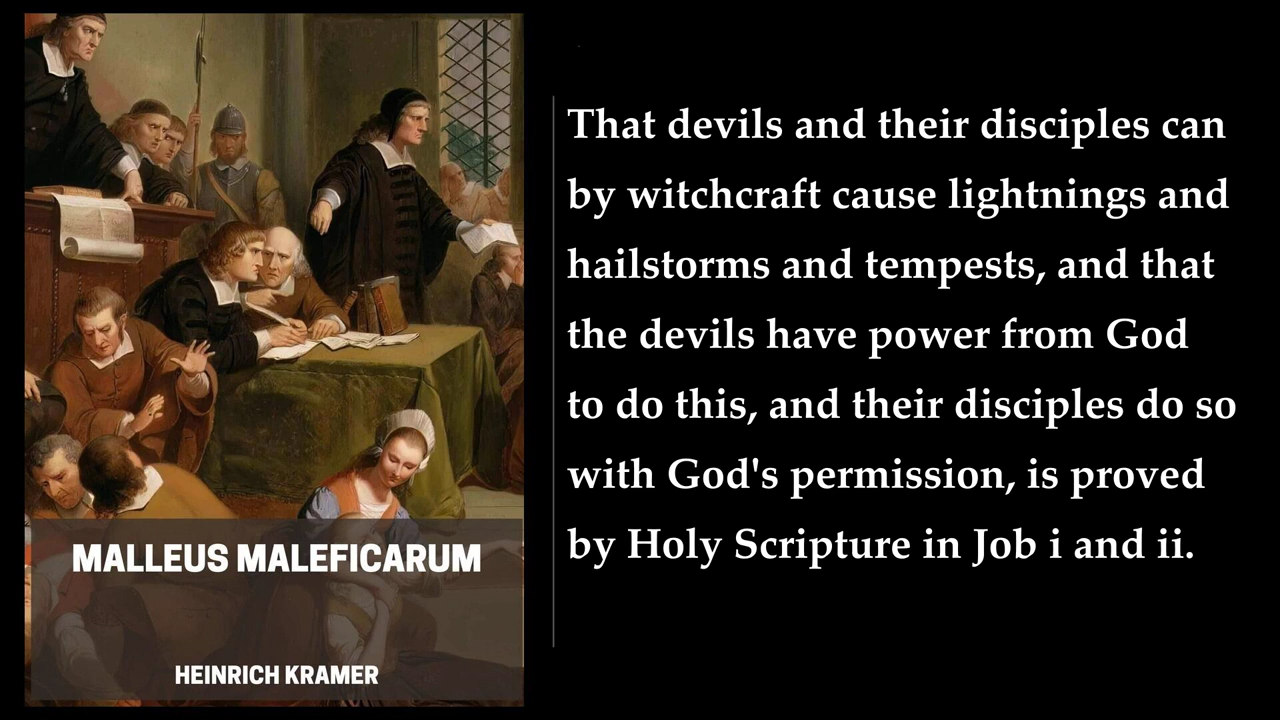 MALLEUS MALEFICARUM
HEINRICH KRAMER
That devils and their disciples can
by witchcraft cause lightnings and
hailstorms and tempests, and that
the devils have power from God
to do this, and their disciples do so
with God's permission, is proved
by Holy Scripture in Job i and ii.